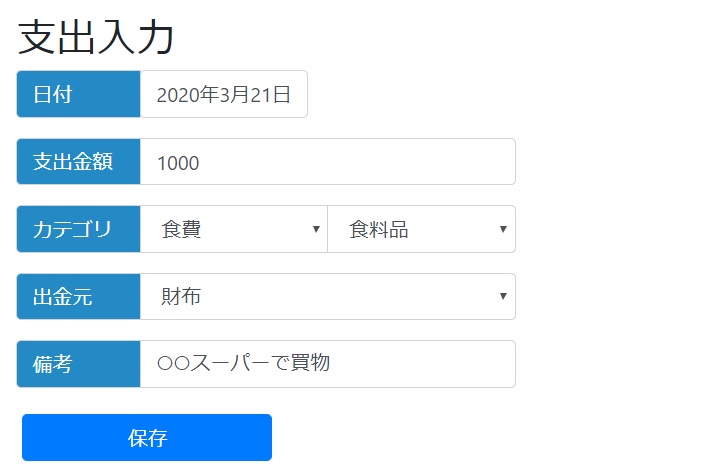 支出入力
日付 2020年3月21日
支出金額 1000
カテゴリ 食費 食料品
出金元 財布
備考 ○○スーパーで買物
保存